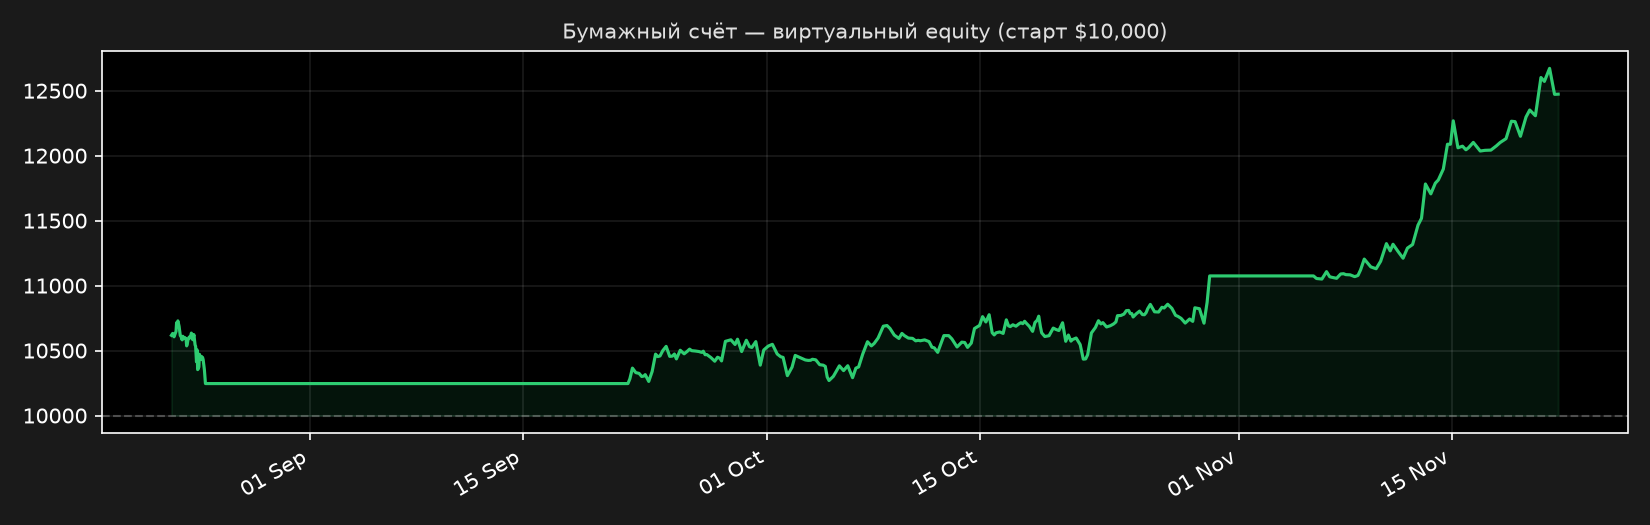 Бумажный счёт — виртуальный equity (старт $10,000)
12500
12000
11500
11000
10500
10000
01 Sep
15 Sep
01 Oct
15 Oct
01 Nov
15 Nov